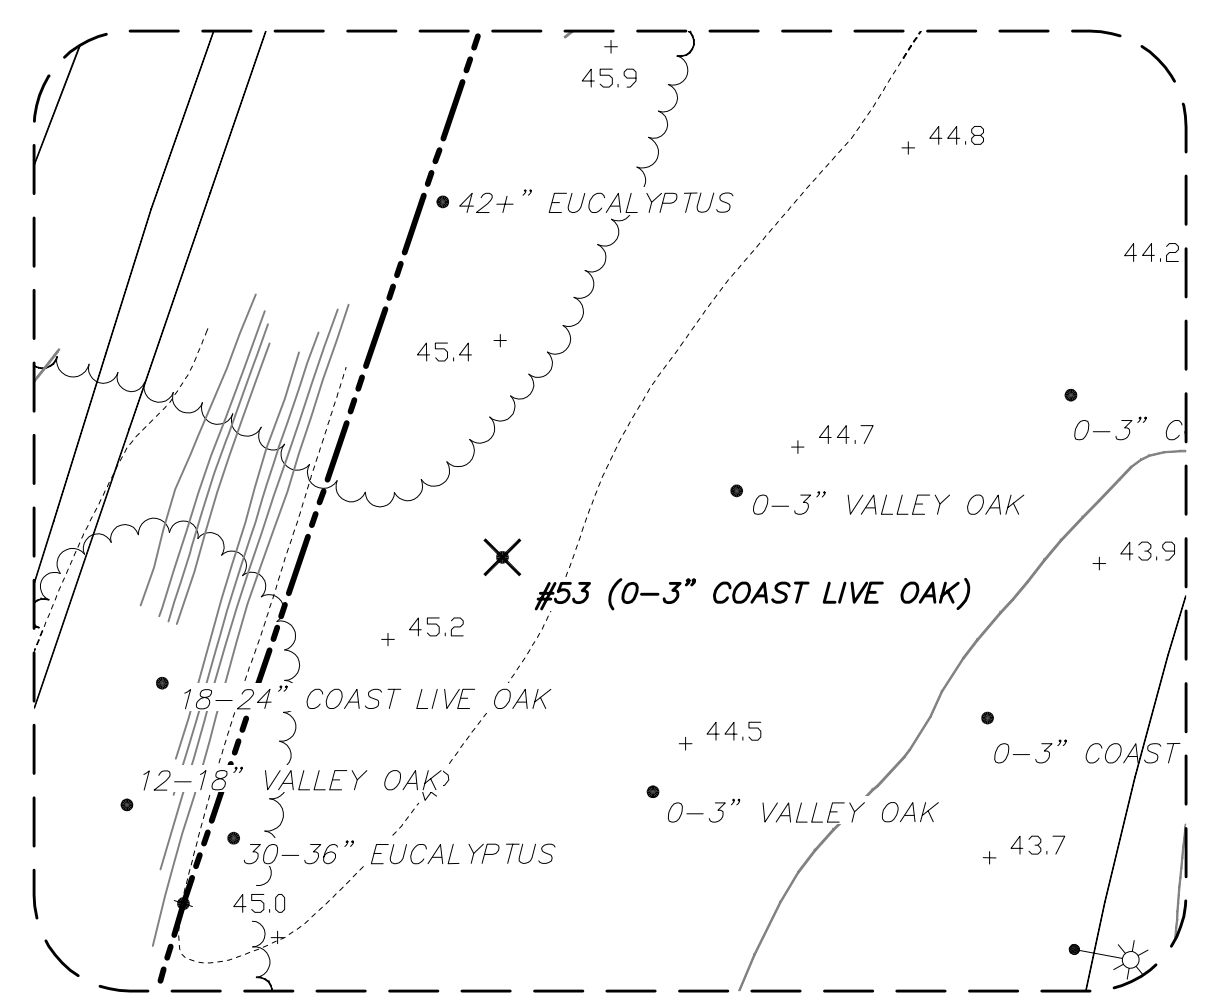 45.9
44.8
42+” EUCALYPTUS
44.2
45.4
0-3” C
44.7
0-3” VALLEY OAK
43.9
#53 (0-3” COAST LIVE OAK)
45.2
18-24” COAST LIVE OAK
44.5
0-3” COAST
12-18” VALLEY OAK
0-3” VALLEY OAK
43.7
30-36” EUCALYPTUS
45.0